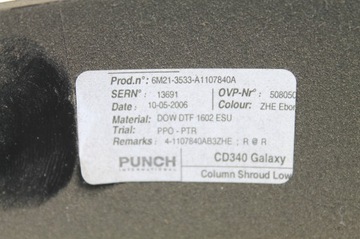 Prod.n°: 6M21-3533-A1107840A
SERN°: 13691 OVP-N°: 508050
Date: 10-05-2006 Colour: ZHE Ebor
Material: DOW DTF 1602 ESU
Trial: PPO - PTR
Remarks: 4-1107840AB3ZHE ; R Ø R
PUNCH CD340 Galaxy
INTERNATIONAL Column Shroud Low